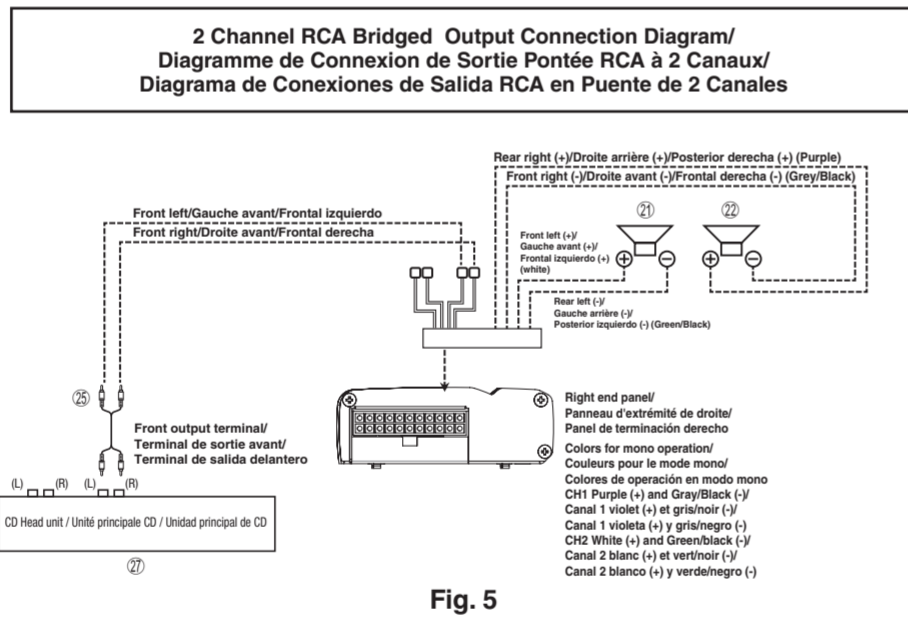 2 Channel RCA Bridged Output Connection Diagram/
Diagramme de Connexion de Sortie Pontée RCA à 2 Canaux/
Diagrama de Conexiones de Salida RCA en Puente de 2 Canales
Rear right (+)/Droite arrière (+)/Posterior derecha (+) (Purple)
Front right (-)/Droite avant (-)/Frontal derecha (-) (Grey/Black)
Front left/Gauche avant/Frontal izquierdo
Front right/Droite avant/Frontal derecha
21
22
Front left (+)/
Gauche avant (+)/
Frontal izquierdo (+)
(white)
+
−
+
−
Rear left (-)/
Gauche arrière (-)/
Posterior izquierdo (-) (Green/Black)
25
Front output terminal/
Terminal de sortie avant/
Terminal de salida delantero
Right end panel/
Panneau d'extrémité de droite/
Panel de terminación derecho
Colors for mono operation/
Couleurs pour le mode mono/
Colores de operación en modo mono
CH1 Purple (+) and Gray/Black (-)/
Canal 1 violet (+) et gris/noir (-)/
Canal 1 violeta (+) y gris/negro (-)
CH2 White (+) and Green/black (-)/
Canal 2 blanc (+) et vert/noir (-)/
Canal 2 blanco (+) y verde/negro (-)
(L) (R) (L) (R)
CD Head unit / Unité principale CD / Unidad principal de CD
27
Fig. 5